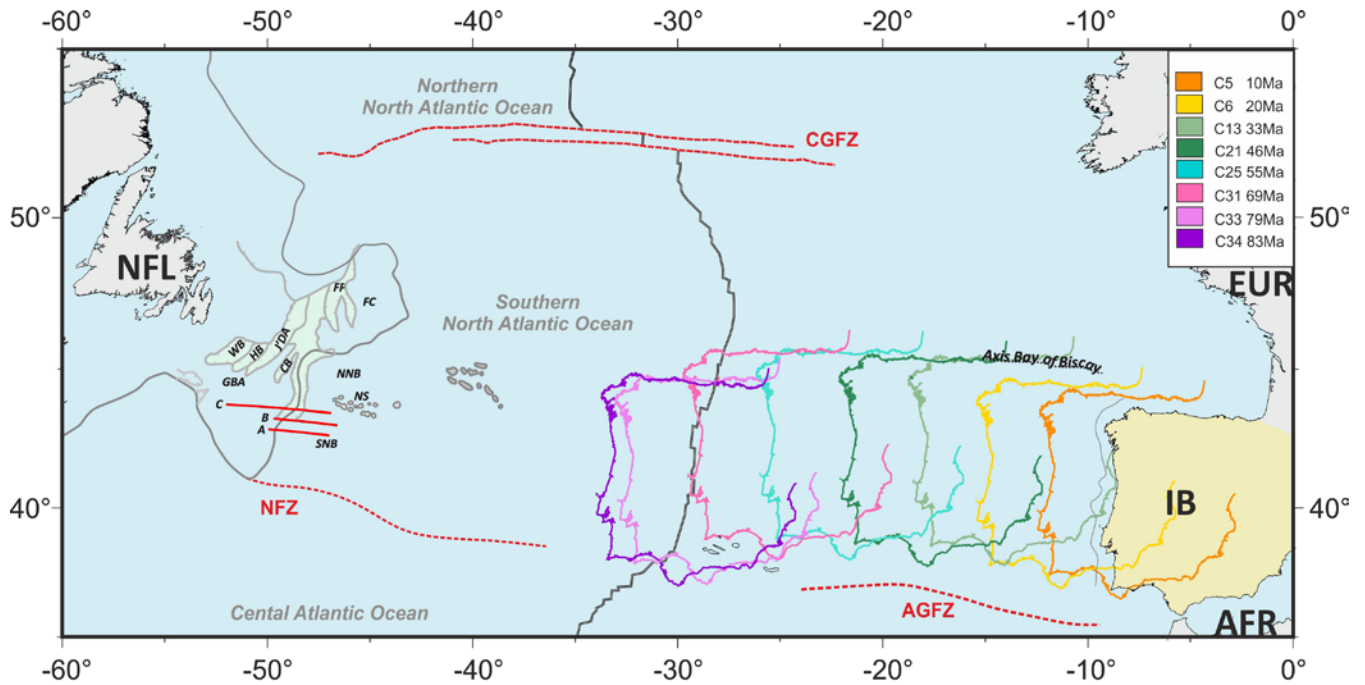 -60° -50° -40° -30° -20° -10° 0°
Northern
North Atlantic Ocean
CGFZ
C5 10Ma
C6 20Ma
C13 33Ma
C21 46Ma
C25 55Ma
C31 69Ma
C33 79Ma
C34 83Ma
50° 50°
NFL
EUR
FP
FC
Southern
North Atlantic Ocean
WB
HB
J'DA
CB
GBA
NNB
NS
Axis Bay of Biscay
C
B
A
SNB
40° 40°
NFZ
IB
Cental Atlantic Ocean
AGFZ
AFR
-60° -50° -40° -30° -20° -10° 0°